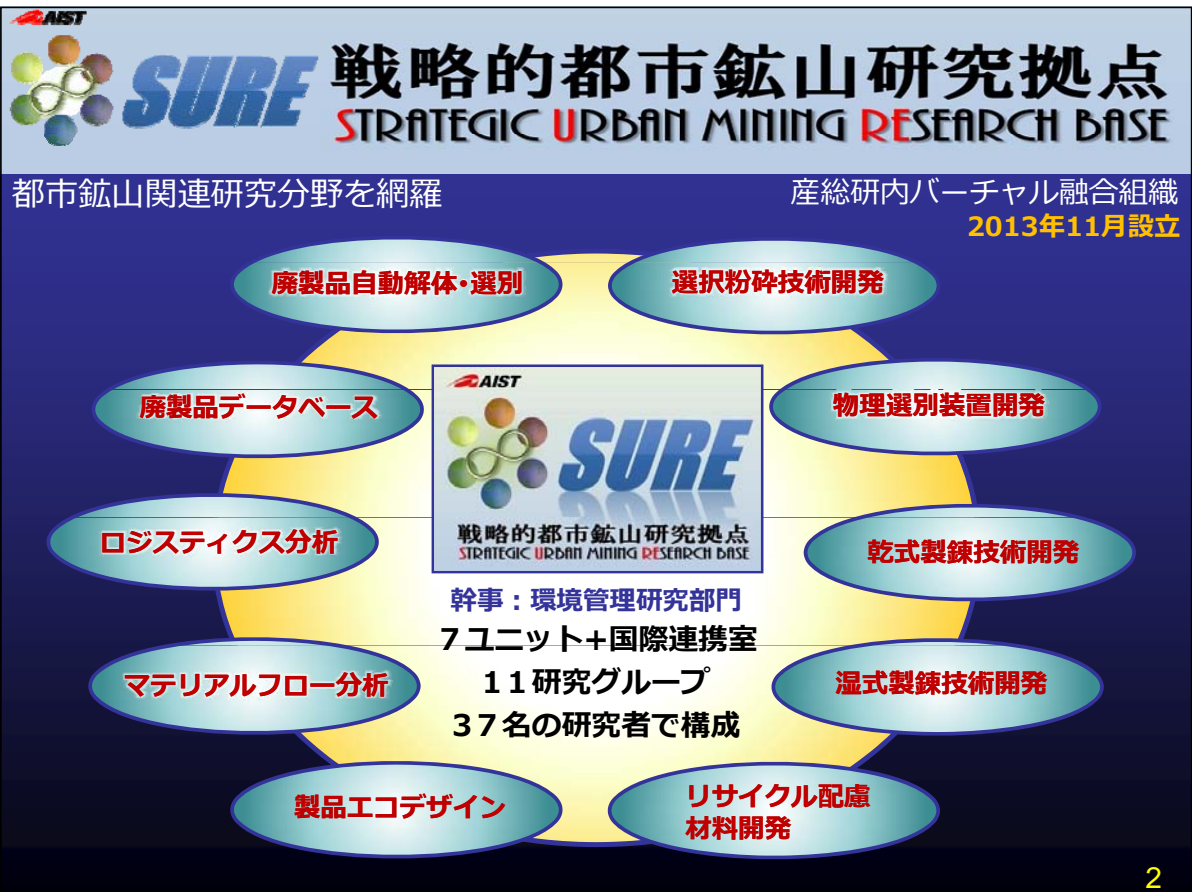 AIST
SURE
戦略的都市鉱山研究拠点
STRATEGIC URBAN MINING RESEARCH BASE
都市鉱山関連研究分野を網羅
産総研内バーチャル融合組織
2013年11月設立
廃製品自動解体・選別
選択粉砕技術開発
廃製品データベース
物理選別装置開発
ロジスティクス分析
乾式製錬技術開発
マテリアルフロー分析
湿式製錬技術開発
製品エコデザイン
リサイクル配慮
材料開発
AIST
SURE
戦略的都市鉱山研究拠点
STRATEGIC URBAN MINING RESEARCH BASE
幹事：環境管理研究部門
７ユニット+国際連携室
１１研究グループ
３７名の研究者で構成
2